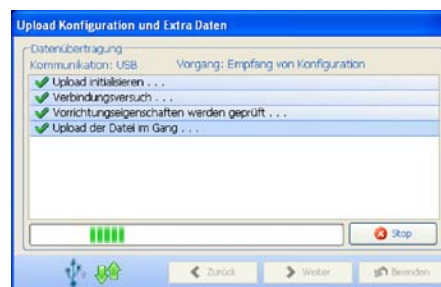 Upload Konfiguration und Extra Daten
Datenübertragung
Kommunikation: USB Vorgang: Empfang von Konfiguration
Upload initialisieren . . .
Verbindungsversuch . . .
Vorrichtungseigenschaften werden geprüft . . .
Upload der Datei im Gang . . .
Stop
Zurück Weiter Beenden